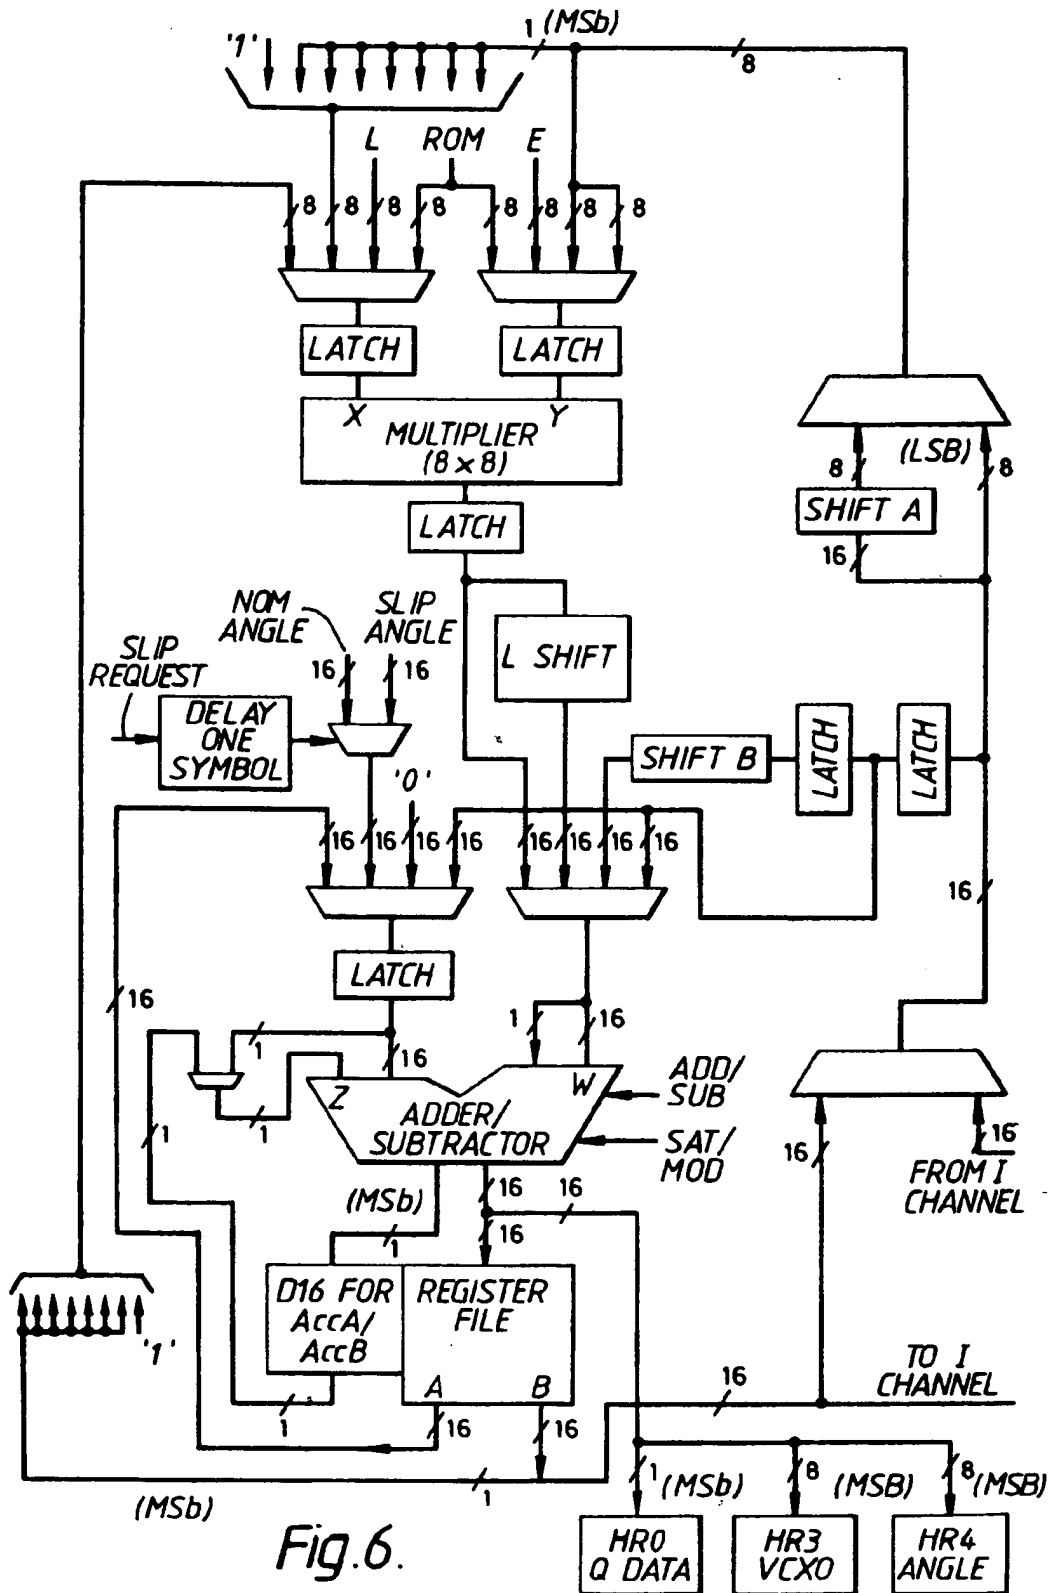 '1'
1 (MSb)
8
L ROM E
8 8 8 8 8 8 8 8
LATCH LATCH
X Y
MULTIPLIER
(8 x 8)
(LSB)
8 8
LATCH
SHIFT A
16
NOM
ANGLE
SLIP
ANGLE
16 16
L SHIFT
SLIP
REQUEST
DELAY
ONE
SYMBOL
SHIFT B
LATCH
LATCH
'0'
16 16 16 16 16 16 16 16
16
LATCH
16
1 16 1 16
1 1
Z W
ADD/
SUB
ADDER/
SUBTRACTOR
SAT/
MOD
16 16
FROM I
CHANNEL
(MSb) 16 16
1 16
D16 FOR
AccA/
AccB
REGISTER
FILE
'1'
A B
TO I
CHANNEL
16
1 16 16
(MSb) 1
1 (MSb) 8 (MSB) 8 (MSB)
HR0
Q DATA
HR3
VCXO
HR4
ANGLE
Fig.6.